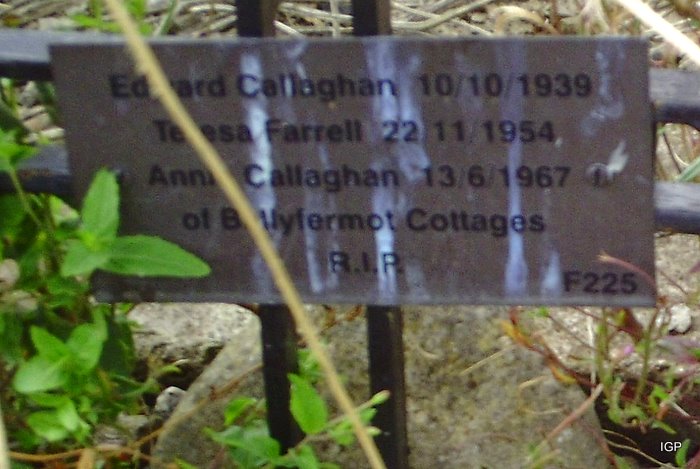 Edward Callaghan 10/10/1939
Teresa Farrell 22/11/1954
Annie Callaghan 13/6/1967
of Ballyfermot Cottages
R.I.P.
F225
IGP